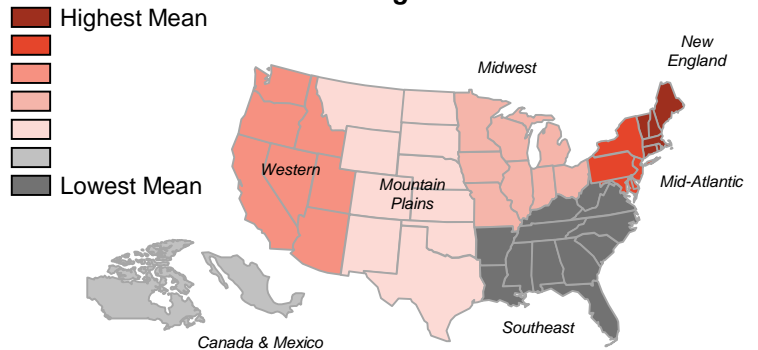 g
Highest Mean
Lowest Mean
New
England
Midwest
Western
Mountain
Plains
Mid-Atlantic
Southeast
Canada & Mexico